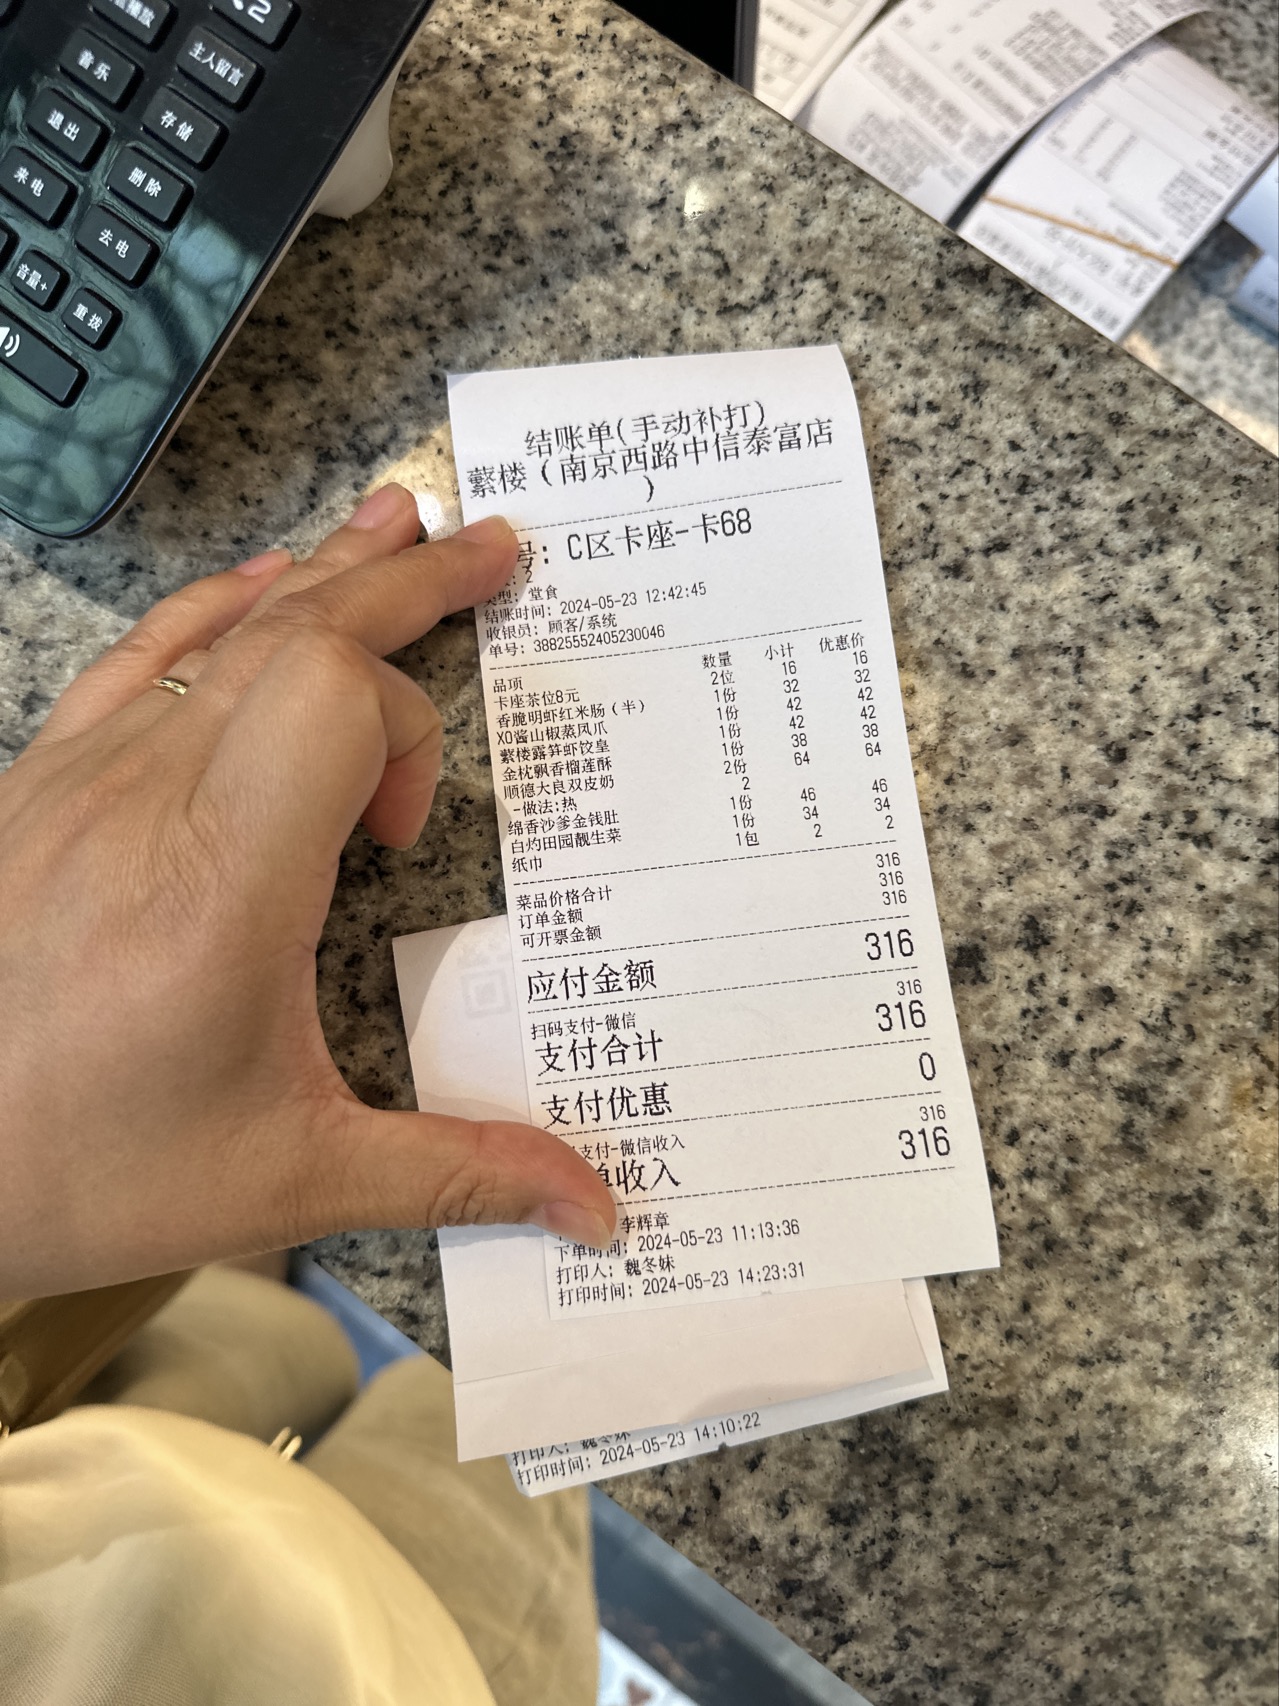 音乐
主人留言
退出
存储
来电
删除
去电
音量+
重拨
结账单(手动补打)
蘩楼（南京西路中信泰富店
）
号: C区卡座-卡68
: 2
类型: 堂食
结账时间: 2024-05-23 12:42:45
收银员: 顾客/系统
单号: 38825552405230046
品项 数量 小计 优惠价
卡座茶位8元 2位 16 16
香脆明虾红米肠（半） 1份 32 32
XO酱山椒蒸凤爪 1份 42 42
蘩楼露笋虾饺皇 1份 42 42
金枕飘香榴莲酥 1份 38 38
顺德大良双皮奶 2份 64 64
-做法:热 2
绵香沙爹金钱肚 1份 46 46
白灼田园靓生菜 1份 34 34
纸巾 1包 2 2
菜品价格合计 316
订单金额 316
可开票金额 316
应付金额 316
扫码支付-微信 316
支付合计 316
支付优惠 0
支付-微信收入 316
单收入 316
李辉章
下单时间: 2024-05-23 11:13:36
打印人: 魏冬妹
打印时间: 2024-05-23 14:23:31
打印人: 魏冬妹
打印时间: 2024-05-23 14:10:22